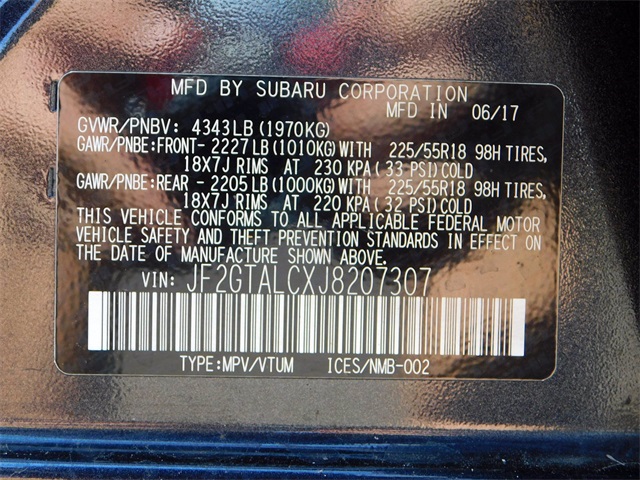 MFD BY SUBARU CORPORATION
MFD IN 06/17
GVWR/PNBV: 4343LB(1970KG)
GAWR/PNBE:FRONT- 2227LB(1010KG)WITH 225/55R18 98H TIRES,
18X7J RIMS AT 230 KPA(33 PSI)COLD
GAWR/PNBE:REAR - 2205LB(1000KG)WITH 225/55R18 98H TIRES,
18X7J RIMS AT 220 KPA(32 PSI)COLD
THIS VEHICLE CONFORMS TO ALL APPLICABLE FEDERAL MOTOR
VEHICLE SAFETY AND THEFT PREVENTION STANDARDS IN EFFECT ON
THE DATE OF MANUFACTURE SHOWN ABOVE.
VIN: JF2GTALCXJ8207307
TYPE:MPV/VTUM ICES/NMB-002